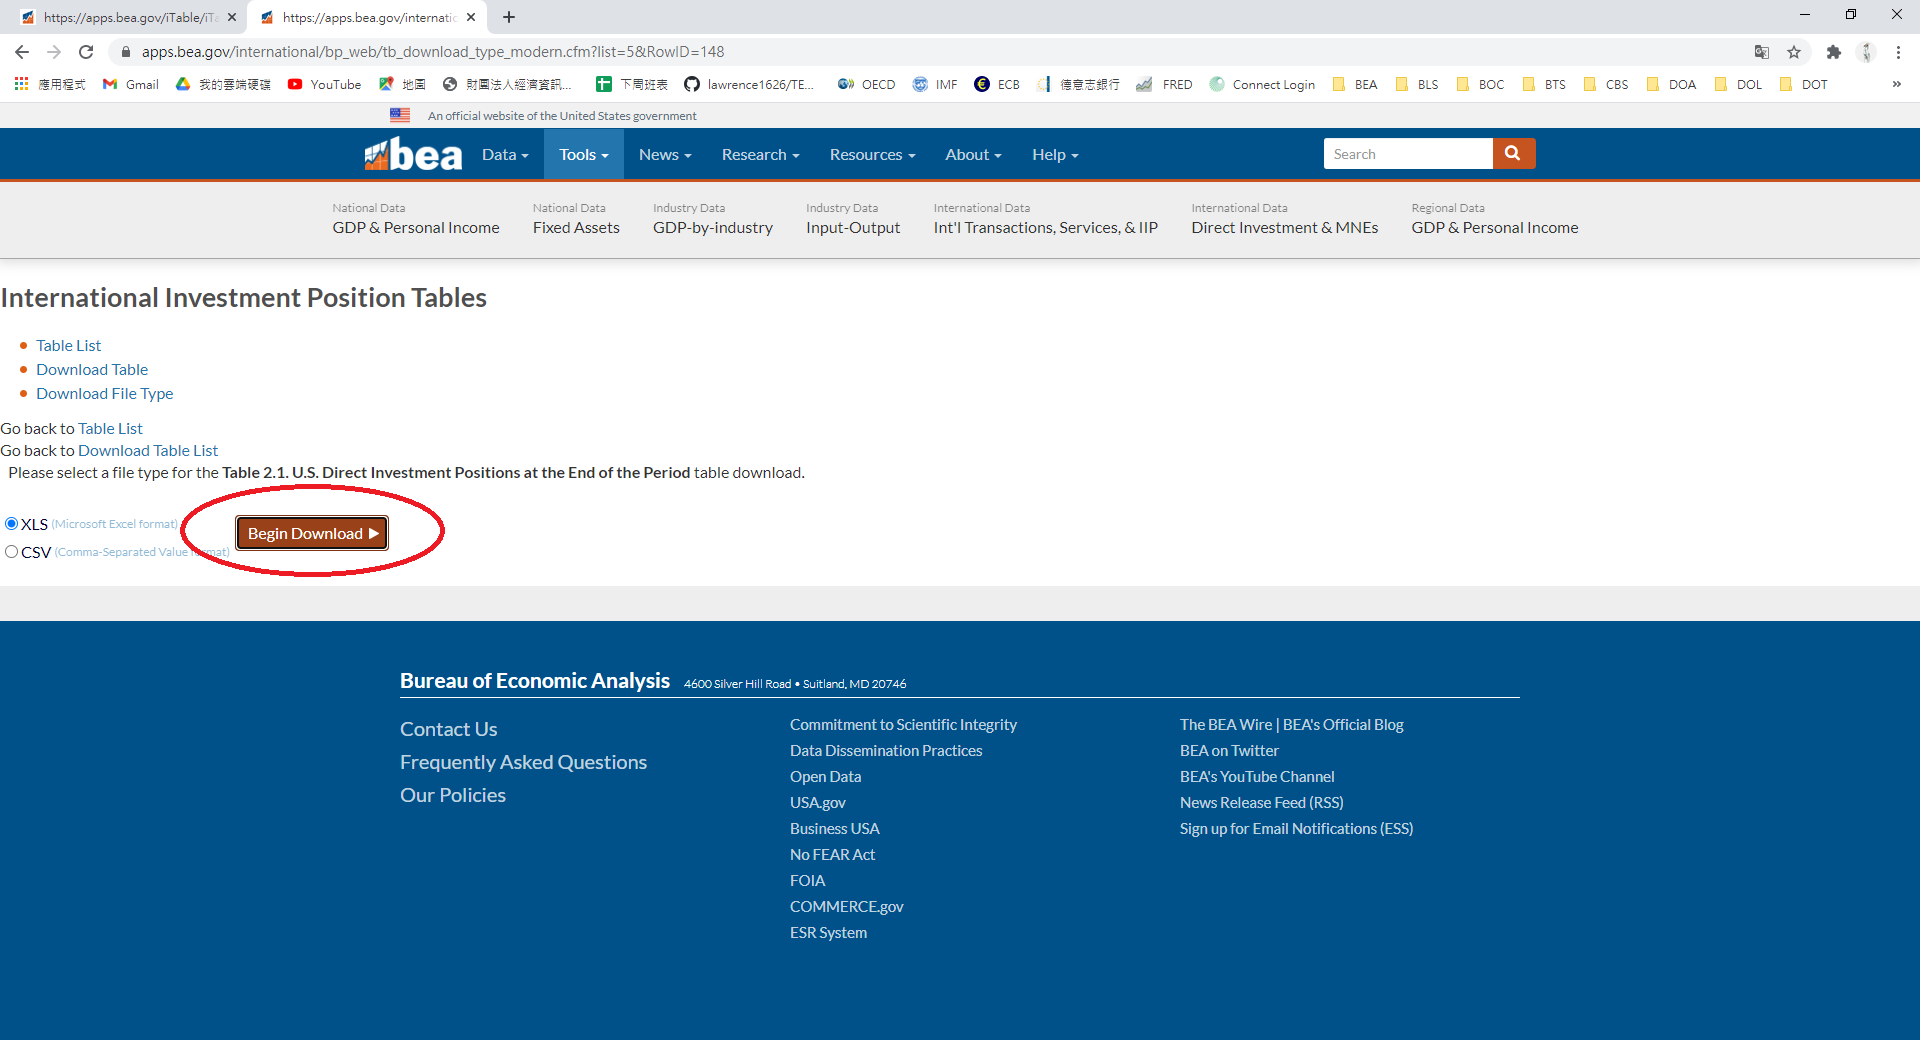 https://apps.bea.gov/iTable/iTa
https://apps.bea.gov/internatic
apps.bea.gov/international/bp_web/tb_download_type_modern.cfm?list=5&RowID=148
應用程式 Gmail 我的雲端硬碟 YouTube 地圖 財團法人經濟資訊... 下周班表 lawrence1626/TE... OECD IMF ECB 德意志銀行 FRED Connect Login BEA BLS BOC BTS CBS DOA DOL DOT »
An official website of the United States government
bea Data Tools News Research Resources About Help Search
National Data National Data Industry Data Industry Data International Data International Data Regional Data
GDP & Personal Income Fixed Assets GDP-by-industry Input-Output Int'l Transactions, Services, & IIP Direct Investment & MNEs GDP & Personal Income
International Investment Position Tables
Table List
Download Table
Download File Type
Go back to Table List
Go back to Download Table List
Please select a file type for the Table 2.1. U.S. Direct Investment Positions at the End of the Period table download.
XLS (Microsoft Excel format)
Begin Download
CSV (Comma-Separated Value format)
Bureau of Economic Analysis 4600 Silver Hill Road • Suitland, MD 20746
Contact Us
Frequently Asked Questions
Our Policies
Commitment to Scientific Integrity
Data Dissemination Practices
Open Data
USA.gov
Business USA
No FEAR Act
FOIA
COMMERCE.gov
ESR System
The BEA Wire | BEA's Official Blog
BEA on Twitter
BEA's YouTube Channel
News Release Feed (RSS)
Sign up for Email Notifications (ESS)